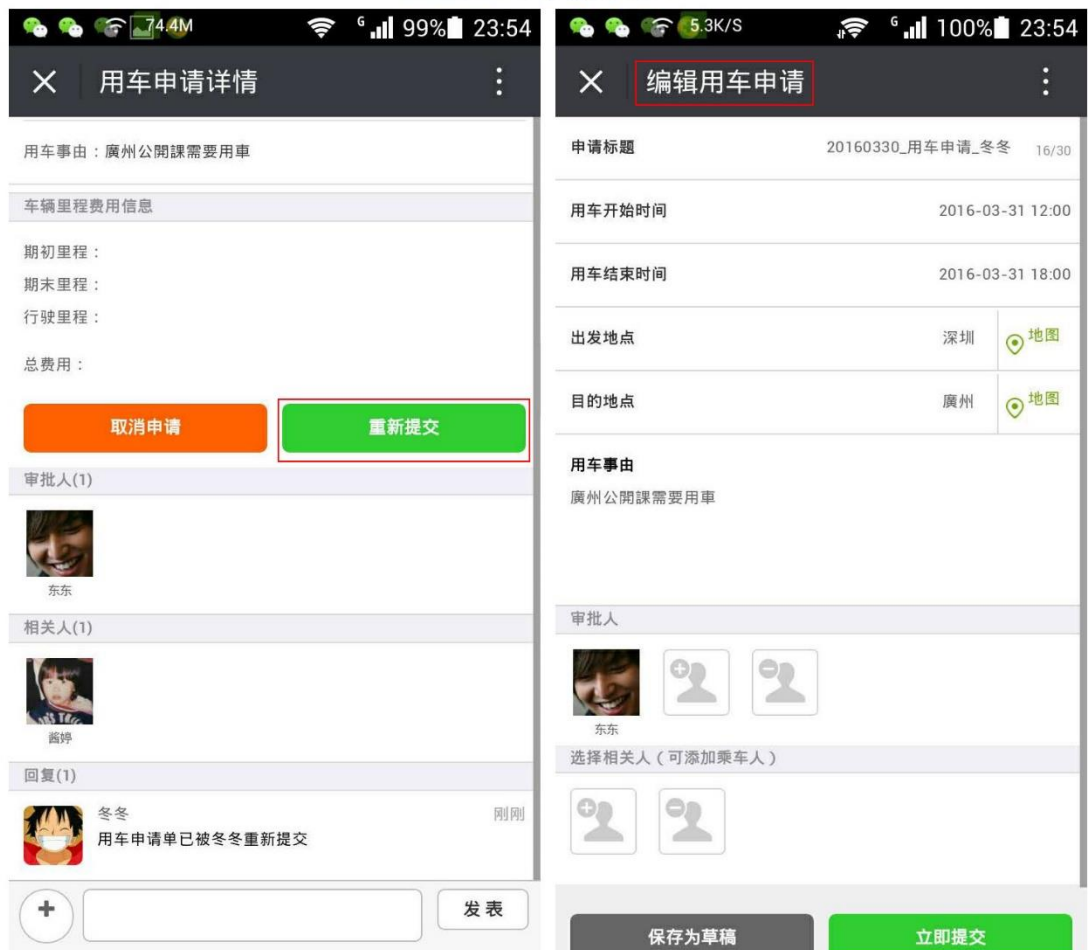 74.4M
G
99%
23:54
用车申请详情
用车事由：廣州公開課需要用車
车辆里程费用信息
期初里程：
期末里程：
行驶里程：
总费用：
取消申请
重新提交
审批人(1)
东东
相关人(1)
酱婷
回复(1)
冬冬
刚刚
用车申请单已被冬冬重新提交
发表
5.3K/S
G
100%
23:54
编辑用车申请
申请标题
20160330_用车申请_冬冬
16/30
用车开始时间
2016-03-31 12:00
用车结束时间
2016-03-31 18:00
出发地点
深圳
地图
目的地点
廣州
地图
用车事由
廣州公開課需要用車
审批人
东东
选择相关人（可添加乘车人）
保存为草稿
立即提交